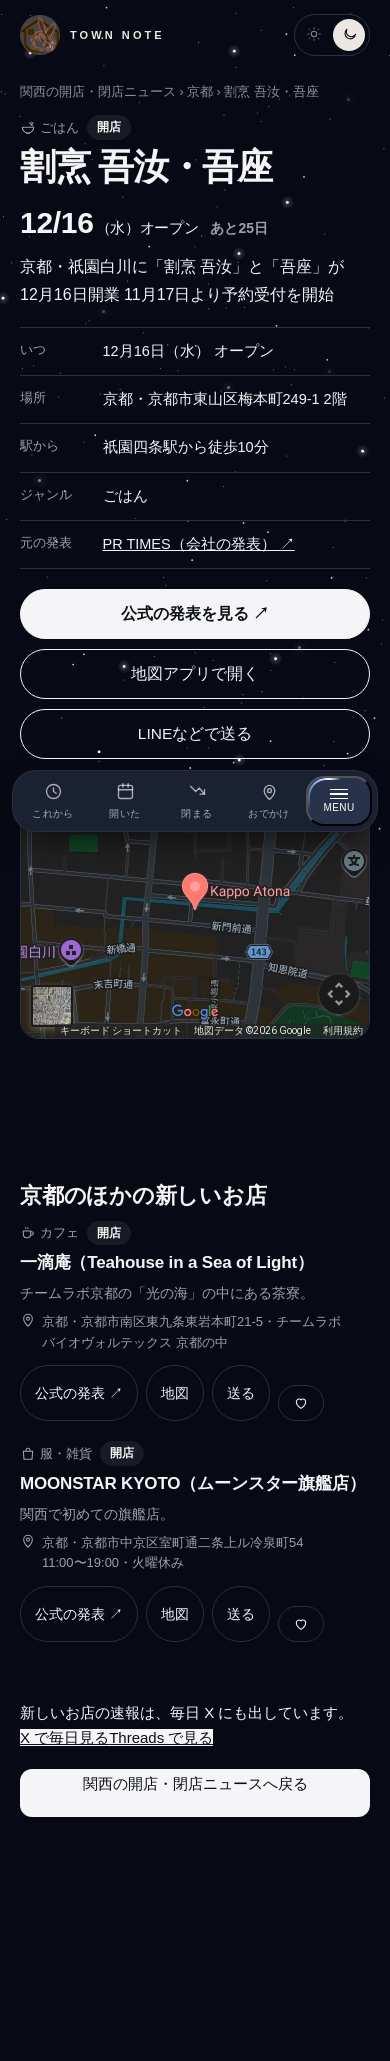 TOWN NOTE
関西の開店・閉店ニュース › 京都 › 割烹 吾汝・吾座
ごはん 開店
割烹 吾汝・吾座
12/16（水）オープン あと25日
京都・祇園白川に「割烹 吾汝」と「吾座」が
12月16日開業 11月17日より予約受付を開始
いつ 12月16日（水） オープン
場所 京都・京都市東山区梅本町249-1 2階
駅から 祇園四条駅から徒歩10分
ジャンル ごはん
元の発表 PR TIMES（会社の発表） ↗
公式の発表を見る ↗
地図アプリで開く
LINEなどで送る
これから 開いた 閉まる おでかけ MENU
文
Kappo Atona
新門前通
新橋通
143
白川
知恩院道
末吉町通
Google
キーボード ショートカット 地図データ ©2026 Google 利用規約
京都のほかの新しいお店
カフェ 開店
一滴庵（Teahouse in a Sea of Light）
チームラボ京都の「光の海」の中にある茶寮。
京都・京都市南区東九条東岩本町21-5・チームラボ
バイオヴォルテックス 京都の中
公式の発表 ↗ 地図 送る
服・雑貨 開店
MOONSTAR KYOTO（ムーンスター旗艦店）
関西で初めての旗艦店。
京都・京都市中京区室町通二条上ル冷泉町54
11:00〜19:00・火曜休み
公式の発表 ↗ 地図 送る
新しいお店の速報は、毎日 X にも出しています。
X で毎日見るThreads で見る
関西の開店・閉店ニュースへ戻る